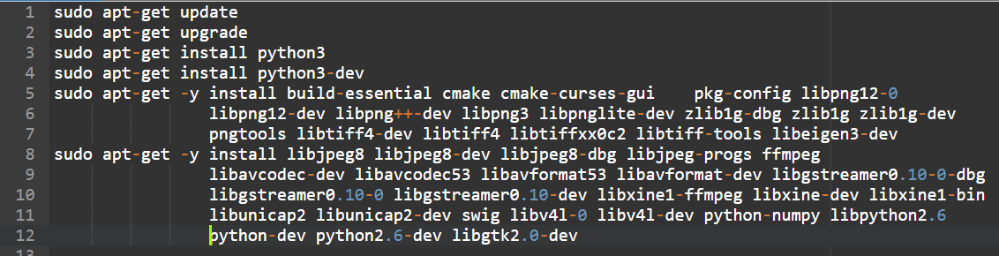 1 sudo apt-get update
2 sudo apt-get upgrade
3 sudo apt-get install python3
4 sudo apt-get install python3-dev
5 sudo apt-get -y install build-essential cmake cmake-curses-gui    pkg-config libpng12-0
6                 libpng12-dev libpng++-dev libpng3 libpnglite-dev zlib1g-dbg zlib1g zlib1g-dev
7                 pngtools libtiff4-dev libtiff4 libtiffxx0c2 libtiff-tools libeigen3-dev
8 sudo apt-get -y install libjpeg8 libjpeg8-dev libjpeg8-dbg libjpeg-progs ffmpeg
9                 libavcodec-dev libavcodec53 libavformat53 libavformat-dev libgstreamer0.10-0-dbg
10                 libgstreamer0.10-0 libgstreamer0.10-dev libxine1-ffmpeg libxine-dev libxine1-bin
11                 libunicap2 libunicap2-dev swig libv4l-0 libv4l-dev python-numpy libpython2.6
12                 python-dev python2.6-dev libgtk2.0-dev